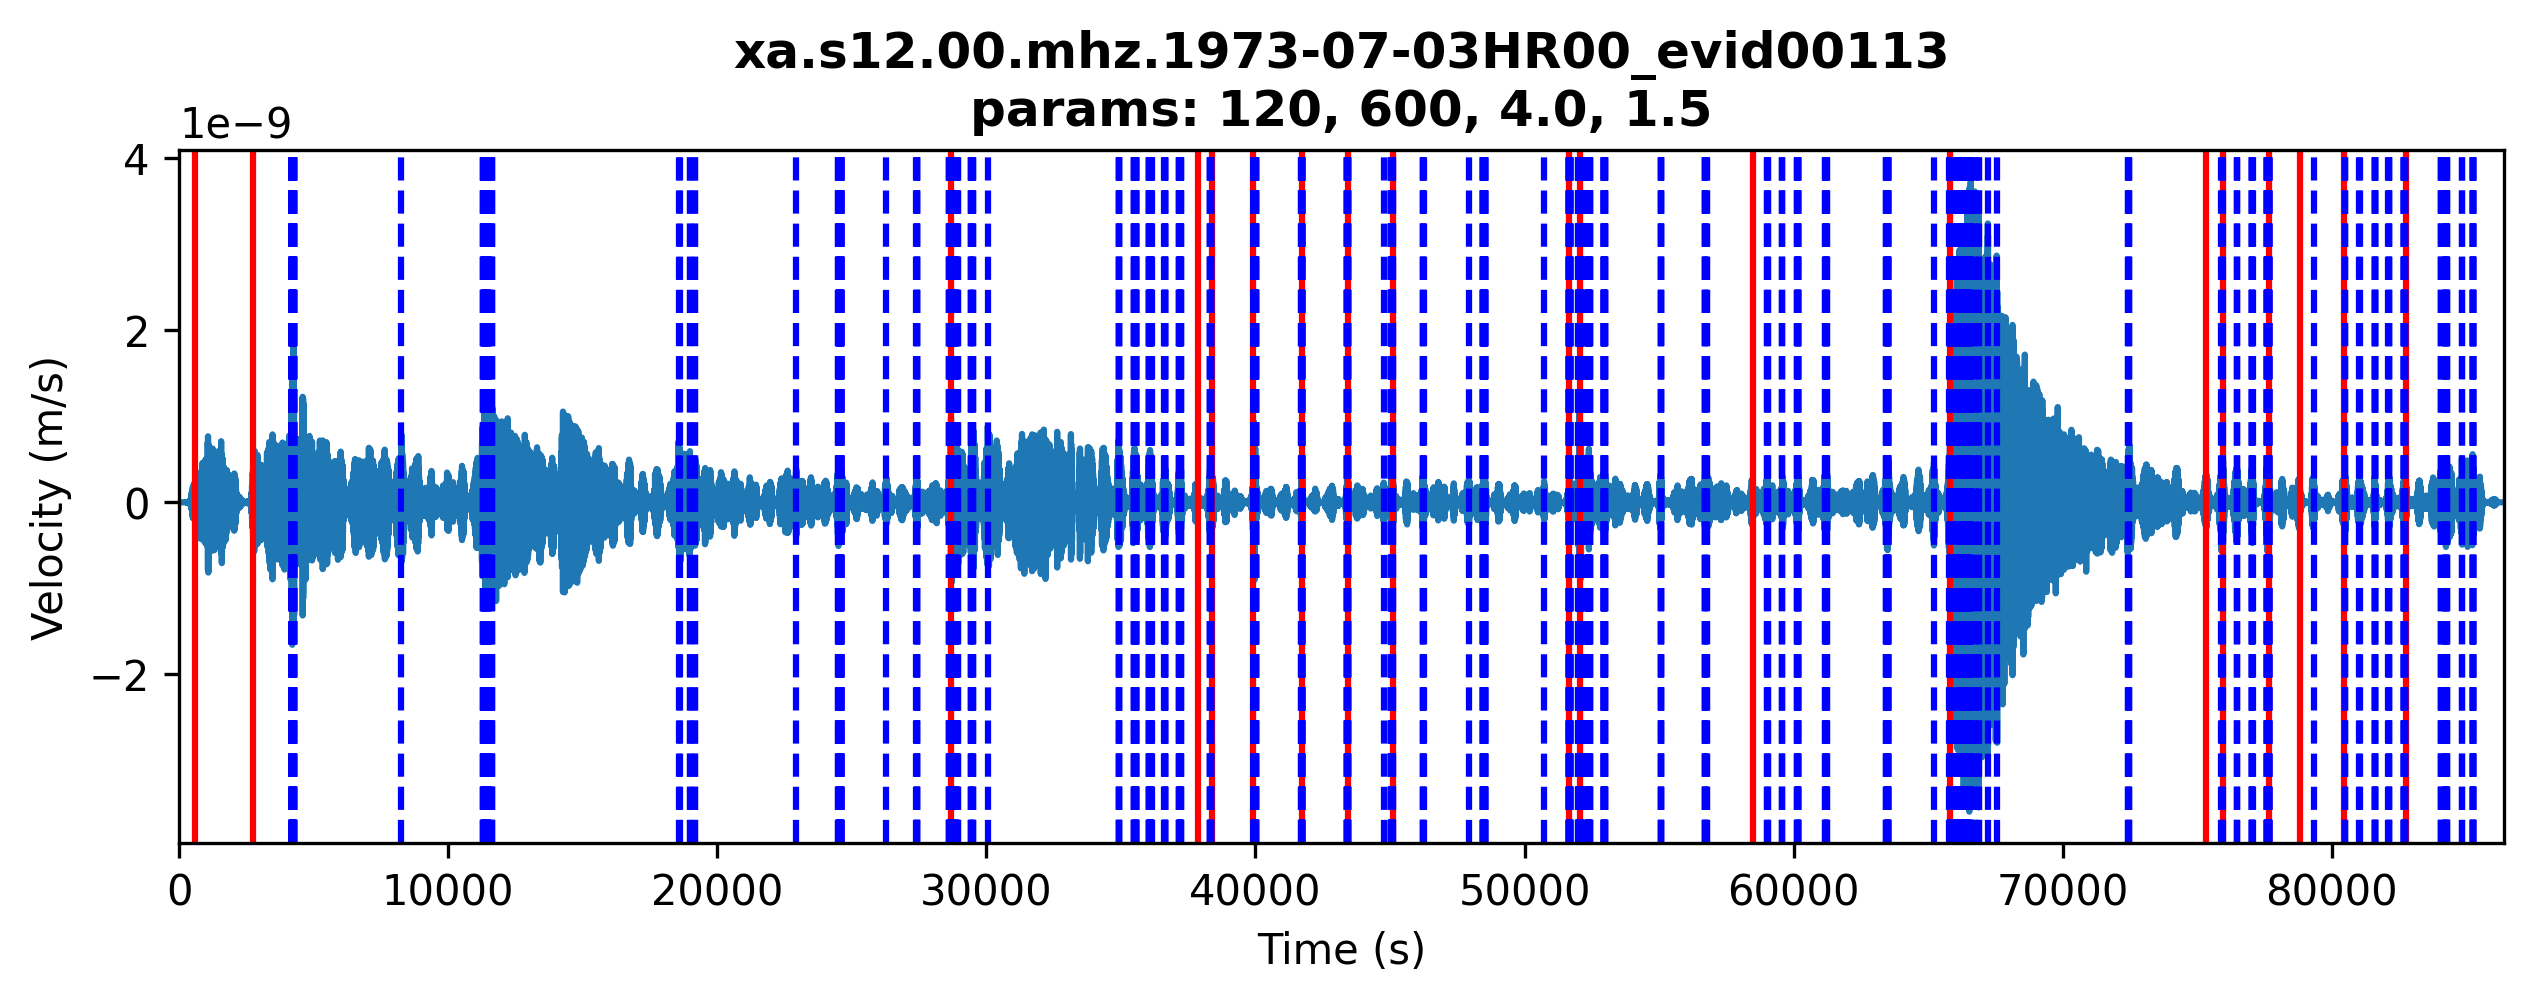 xa.s12.00.mhz.1973-07-03HR00_evid00113
params: 120, 600, 4.0, 1.5
1e−9
4
2
0
−2
Velocity (m/s)
0 10000 20000 30000 40000 50000 60000 70000 80000
Time (s)